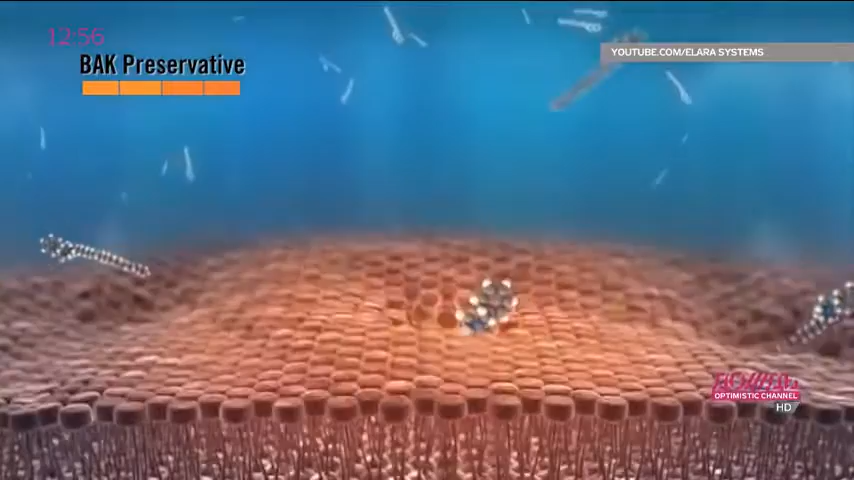 12:56
BAK Preservative
YOUTUBE.COM/ELARA SYSTEMS
OPTIMISTIC CHANNEL
HD